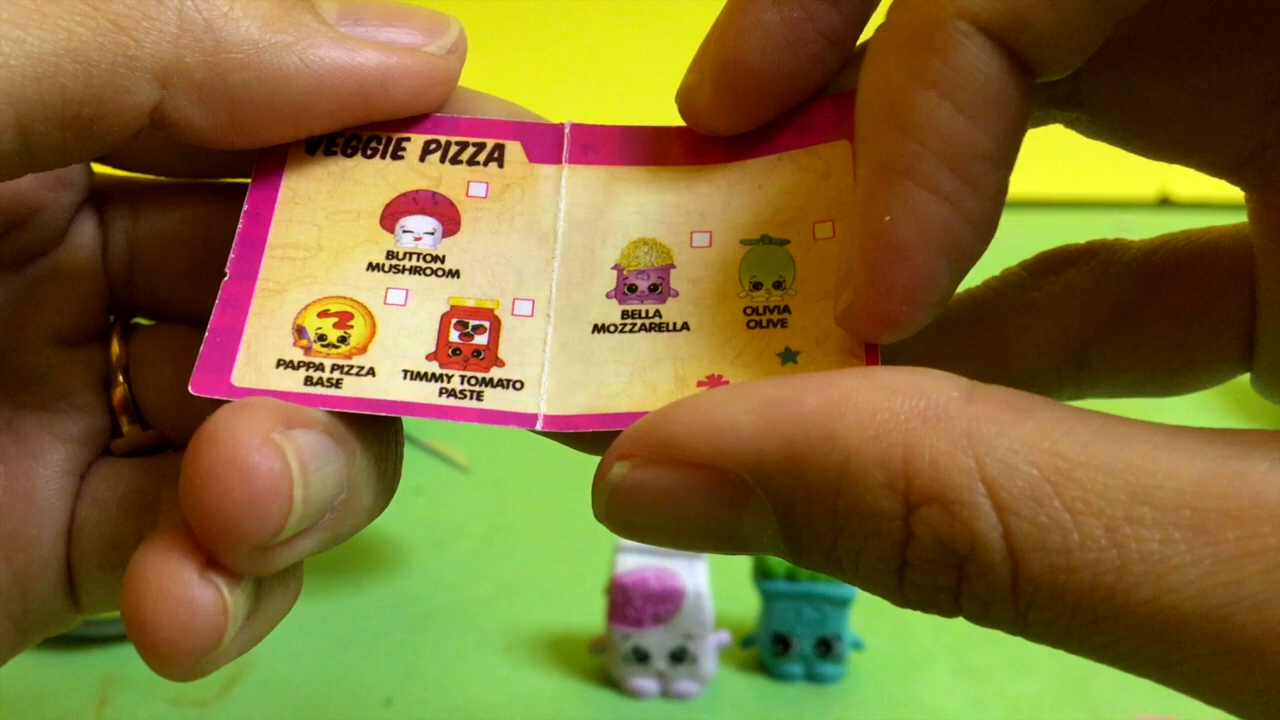 VEGGIE PIZZA
BUTTON
MUSHROOM
PAPPA PIZZA
BASE
TIMMY TOMATO
PASTE
BELLA
MOZZARELLA
OLIVIA
OLIVE